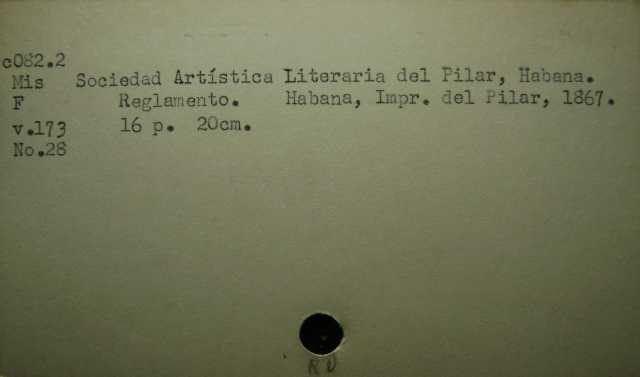 c082.2
Mis Sociedad Artística Literaria del Pilar, Habana.
F Reglamento. Habana, Impr. del Pilar, 1867.
v.173 16 p. 20cm.
No.28